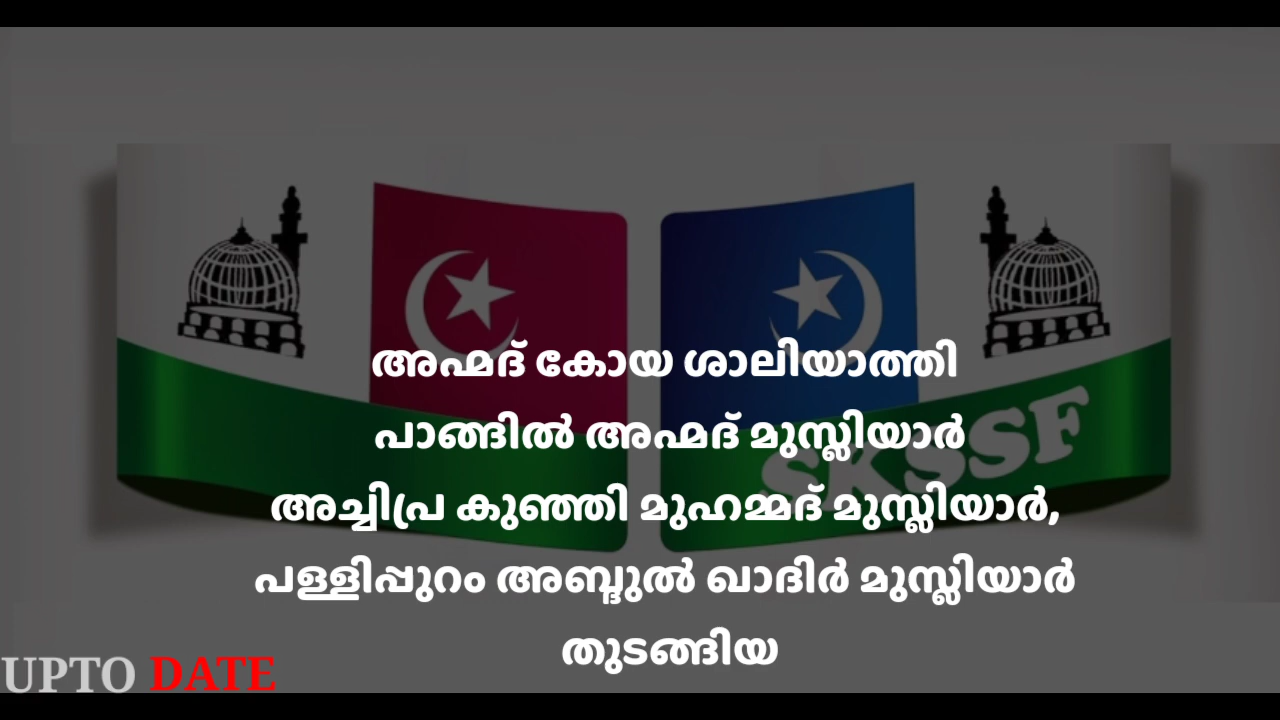 അഹ്മദ് കോയ ശാലിയാത്തി
പാങ്ങിൽ അഹ്മദ് മുസ്ലിയാർ
SKSSF
അച്ചിപ്ര കുഞ്ഞി മുഹമ്മദ് മുസ്ലിയാർ,
പള്ളിപ്പുറം അബ്ദുൽ ഖാദിർ മുസ്ലിയാർ
തുടങ്ങിയ
UPTO DATE